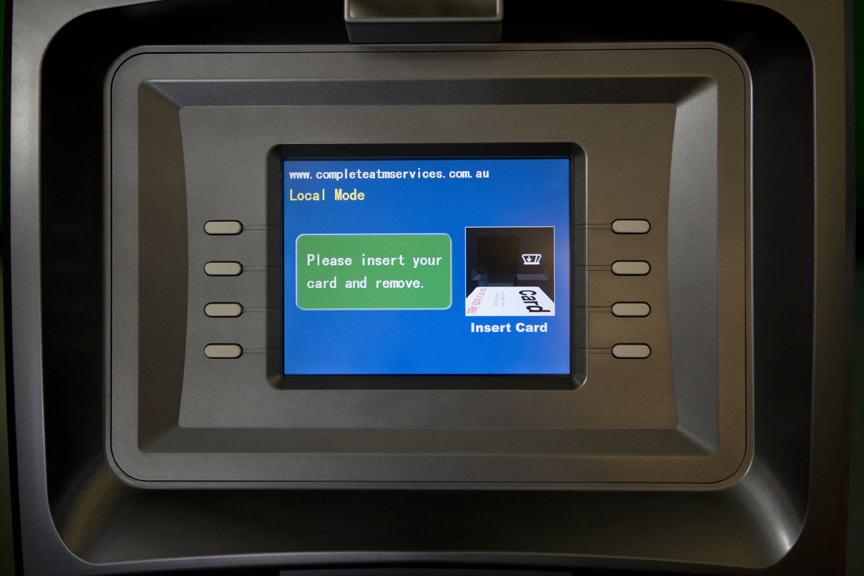 www.completeatmservices.com.au
Local Mode
Please insert your
card and remove.
Card
Insert Card